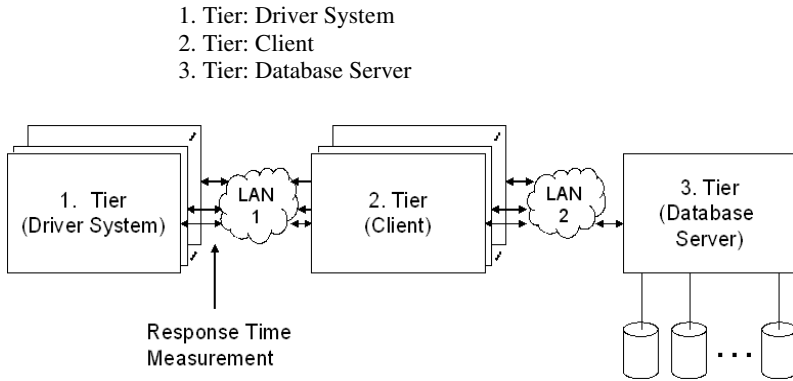 1. Tier: Driver System
2. Tier: Client
3. Tier: Database Server
1. Tier
(Driver System)
LAN
1
2. Tier
(Client)
LAN
2
3. Tier
(Database
Server)
Response Time
Measurement
...